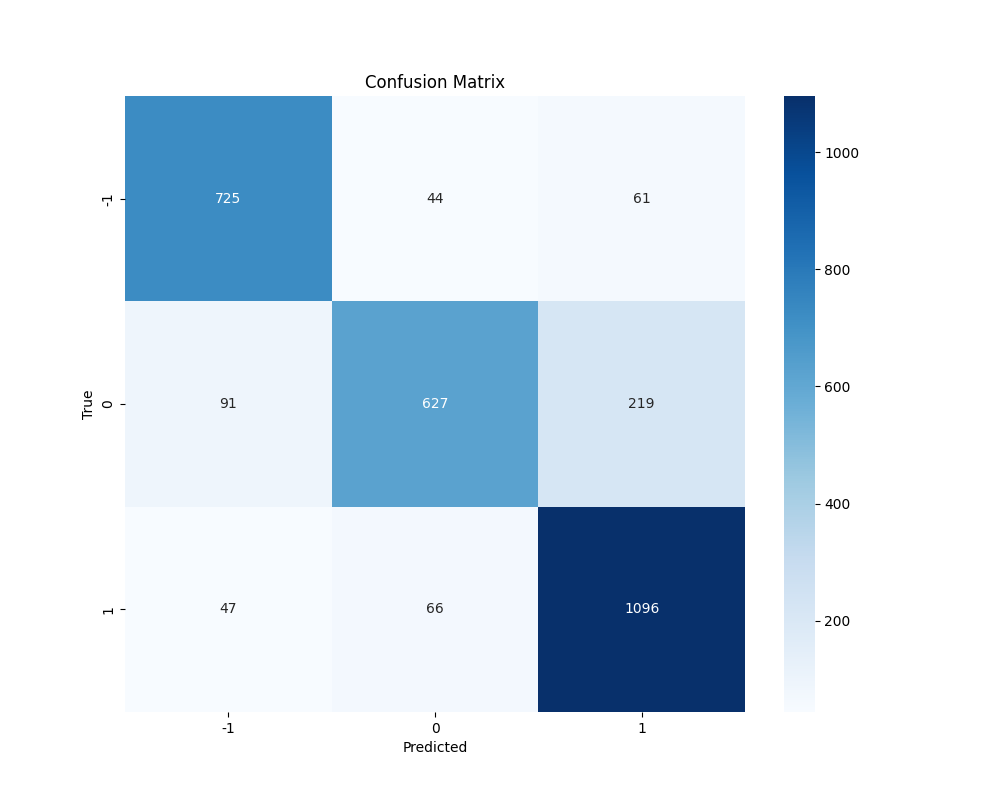 Confusion Matrix
-1 725 44 61
0 91 627 219
1 47 66 1096
True
-1 0 1
Predicted
1000
800
600
400
200